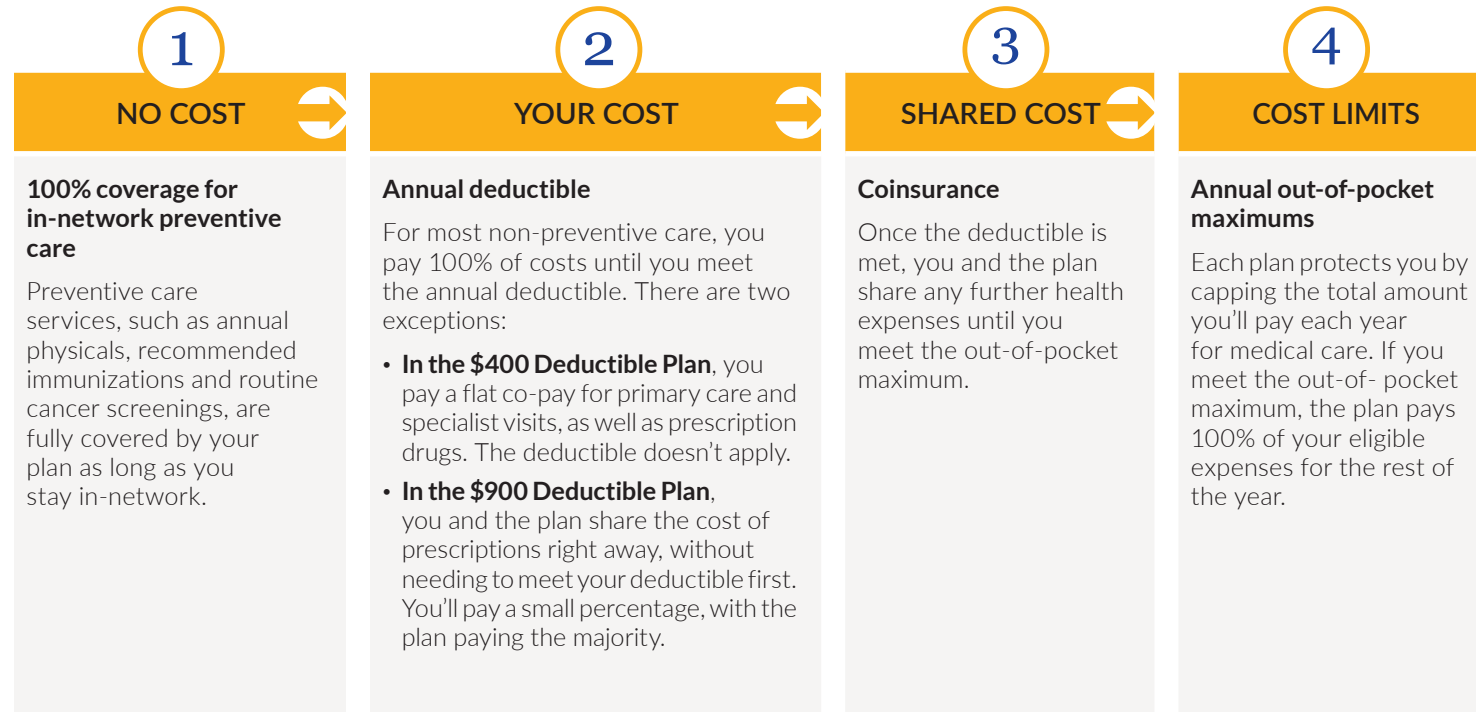 1
NO COST
100% coverage for
in-network preventive
care
Preventive care
services, such as annual
physicals, recommended
immunizations and routine
cancer screenings, are
fully covered by your
plan as long as you
stay in-network.
2
YOUR COST
Annual deductible
For most non-preventive care, you
pay 100% of costs until you meet
the annual deductible. There are two
exceptions:
• In the $400 Deductible Plan, you
pay a flat co-pay for primary care and
specialist visits, as well as prescription
drugs. The deductible doesn’t apply.
• In the $900 Deductible Plan,
you and the plan share the cost of
prescriptions right away, without
needing to meet your deductible first.
You’ll pay a small percentage, with the
plan paying the majority.
3
SHARED COST
Coinsurance
Once the deductible is
met, you and the plan
share any further health
expenses until you
meet the out-of-pocket
maximum.
4
COST LIMITS
Annual out-of-pocket
maximums
Each plan protects you by
capping the total amount
you’ll pay each year
for medical care. If you
meet the out-of- pocket
maximum, the plan pays
100% of your eligible
expenses for the rest of
the year.